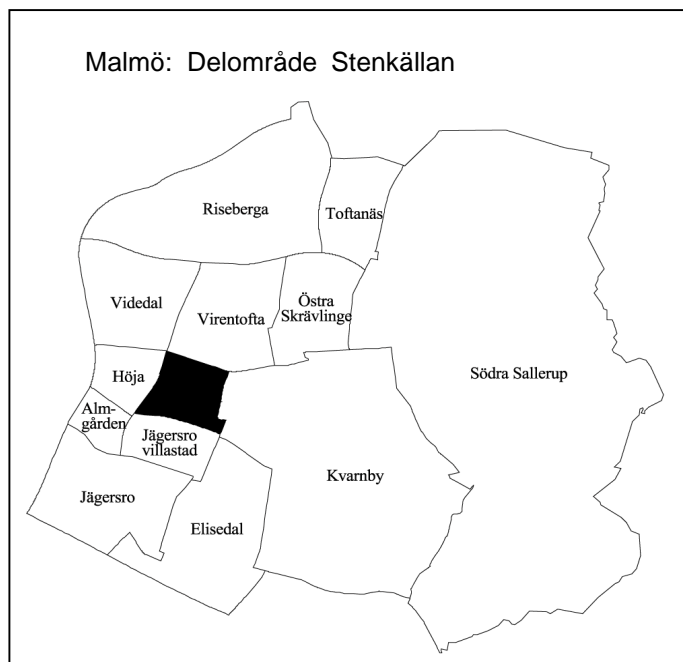 Malmö: Delområde Stenkällan
Riseberga
Toftanäs
Videdal
Virentofta
Östra
Skrävlinge
Södra Sallerup
Höja
Alm-
gården
Jägersro
villastad
Kvarnby
Jägersro
Elisedal